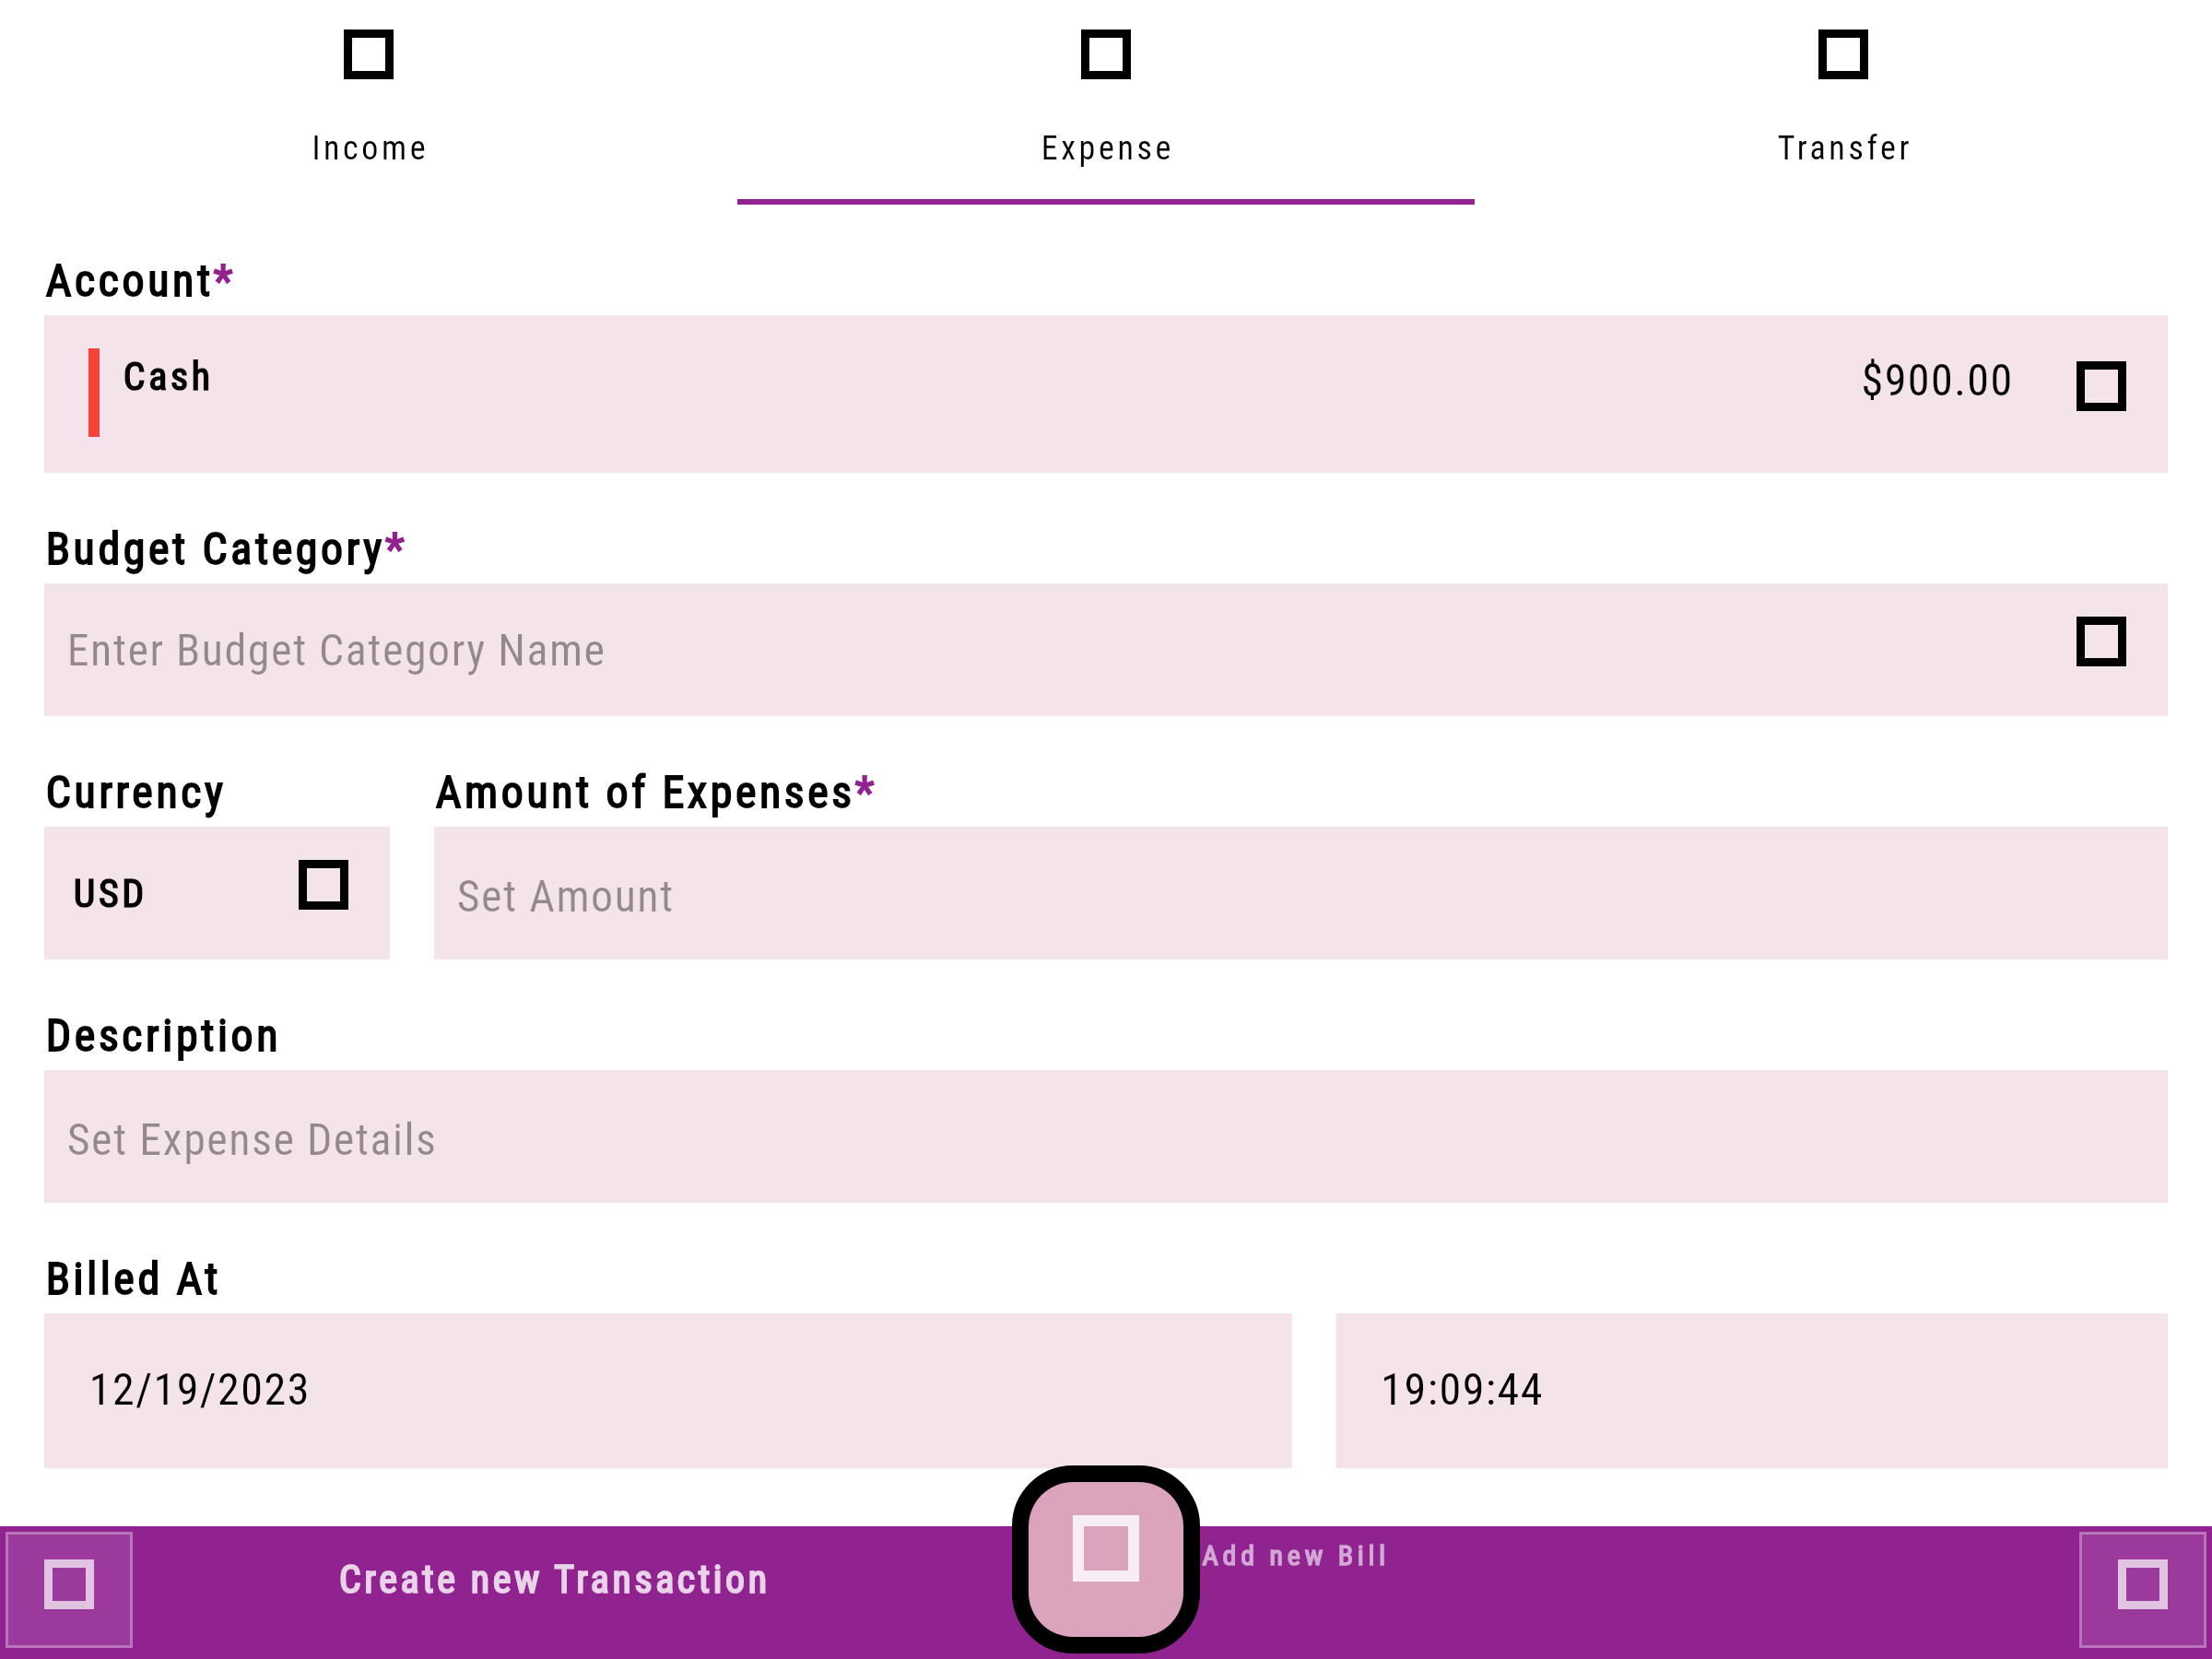 Income
Expense
Transfer
Account*
Cash
$900.00
Budget Category*
Enter Budget Category Name
Currency
Amount of Expenses*
USD
Set Amount
Description
Set Expense Details
Billed At
12/19/2023
19:09:44
Create new Transaction
Add new Bill